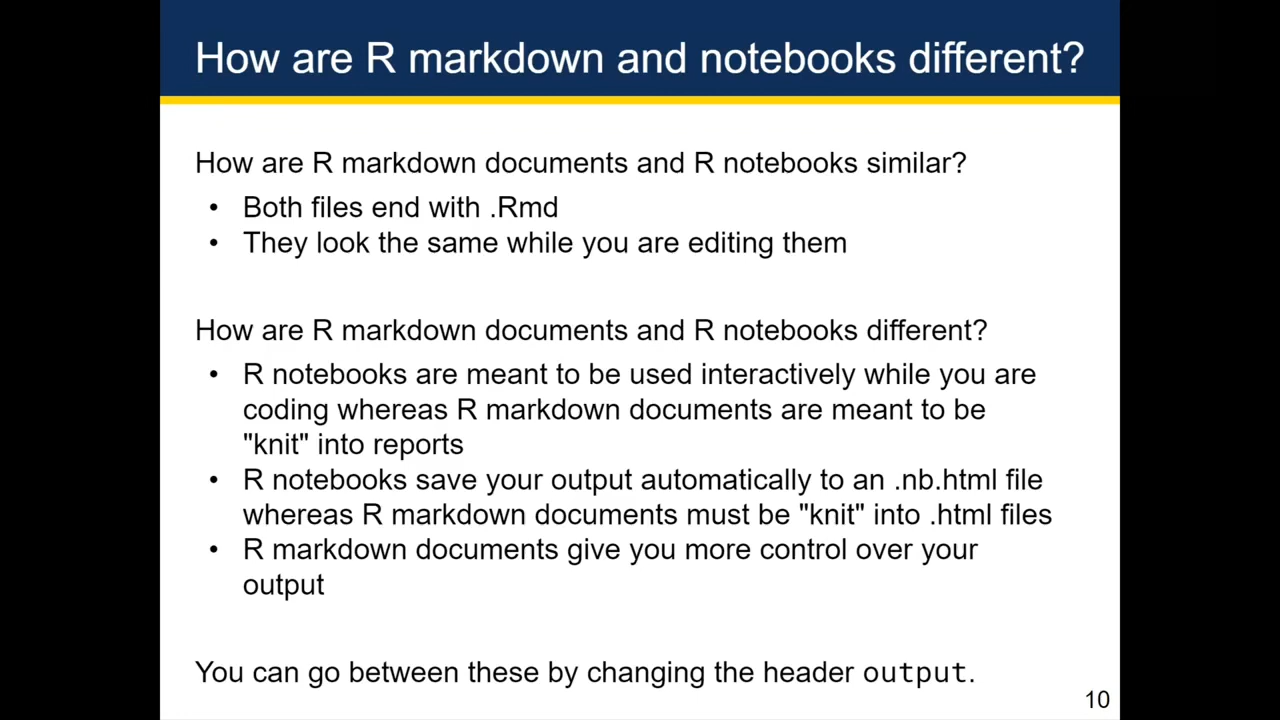 How are R markdown and notebooks different?
How are R markdown documents and R notebooks similar?
• Both files end with .Rmd
• They look the same while you are editing them
How are R markdown documents and R notebooks different?
• R notebooks are meant to be used interactively while you are
coding whereas R markdown documents are meant to be
"knit" into reports
• R notebooks save your output automatically to an .nb.html file
whereas R markdown documents must be "knit" into .html files
• R markdown documents give you more control over your
output
You can go between these by changing the header output.
10